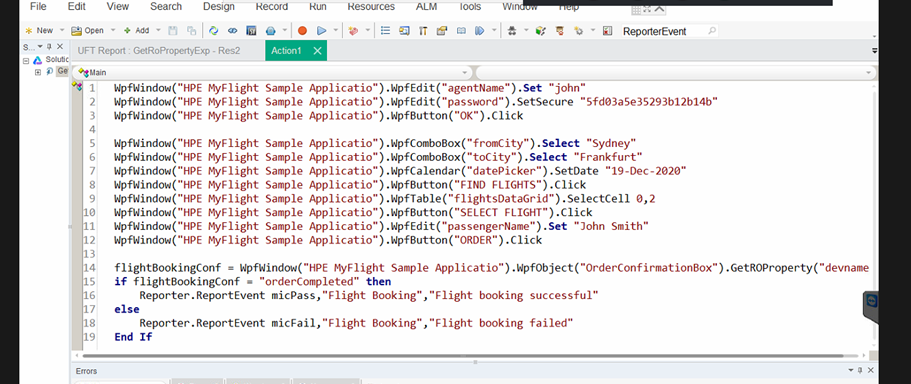 File Edit View Search Design Record Run Resources ALM Tools Window Help
New Open Add ReporterEvent
S... UFT Report : GetRoPropertyExp - Res2 Action1
Solutic
Ge Main
1 WpfWindow("HPE MyFlight Sample Applicatio").WpfEdit("agentName").Set "john"
2 WpfWindow("HPE MyFlight Sample Applicatio").WpfEdit("password").SetSecure "5fd03a5e35293b12b14b"
3 WpfWindow("HPE MyFlight Sample Applicatio").WpfButton("OK").Click
4
5 WpfWindow("HPE MyFlight Sample Applicatio").WpfComboBox("fromCity").Select "Sydney"
6 WpfWindow("HPE MyFlight Sample Applicatio").WpfComboBox("toCity").Select "Frankfurt"
7 WpfWindow("HPE MyFlight Sample Applicatio").WpfCalendar("datePicker").SetDate "19-Dec-2020"
8 WpfWindow("HPE MyFlight Sample Applicatio").WpfButton("FIND FLIGHTS").Click
9 WpfWindow("HPE MyFlight Sample Applicatio").WpfTable("flightsDataGrid").SelectCell 0,2
10 WpfWindow("HPE MyFlight Sample Applicatio").WpfButton("SELECT FLIGHT").Click
11 WpfWindow("HPE MyFlight Sample Applicatio").WpfEdit("passengerName").Set "John Smith"
12 WpfWindow("HPE MyFlight Sample Applicatio").WpfButton("ORDER").Click
13
14 flightBookingConf = WpfWindow("HPE MyFlight Sample Applicatio").WpfObject("OrderConfirmationBox").GetROProperty("devname
15 if flightBookingConf = "orderCompleted" then
16 Reporter.ReportEvent micPass,"Flight Booking","Flight booking successful"
17 else
18 Reporter.ReportEvent micFail,"Flight Booking","Flight booking failed"
19 End If
Errors